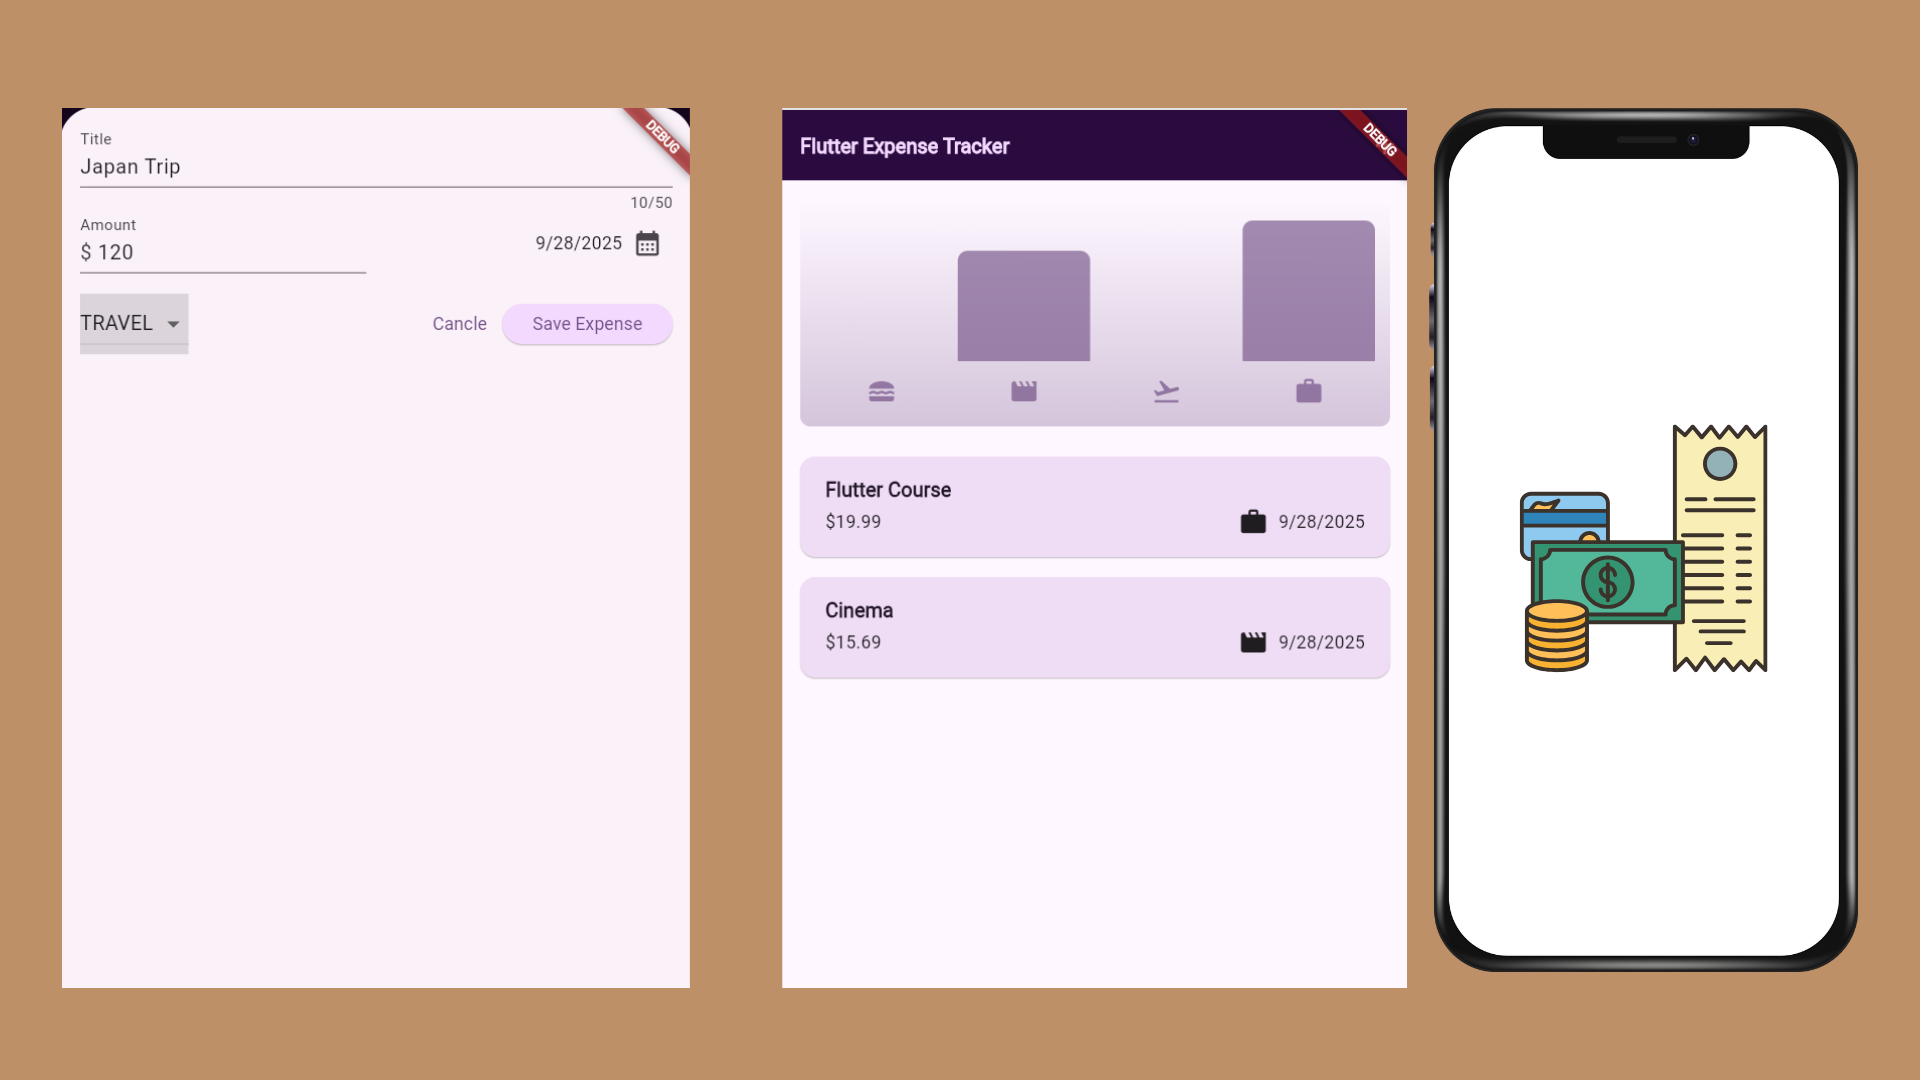 Title
Japan Trip
10/50
Amount
$ 120
9/28/2025
TRAVEL
Cancle
Save Expense
DEBUG
Flutter Expense Tracker
DEBUG
Flutter Course
$19.99
9/28/2025
Cinema
$15.69
9/28/2025
$